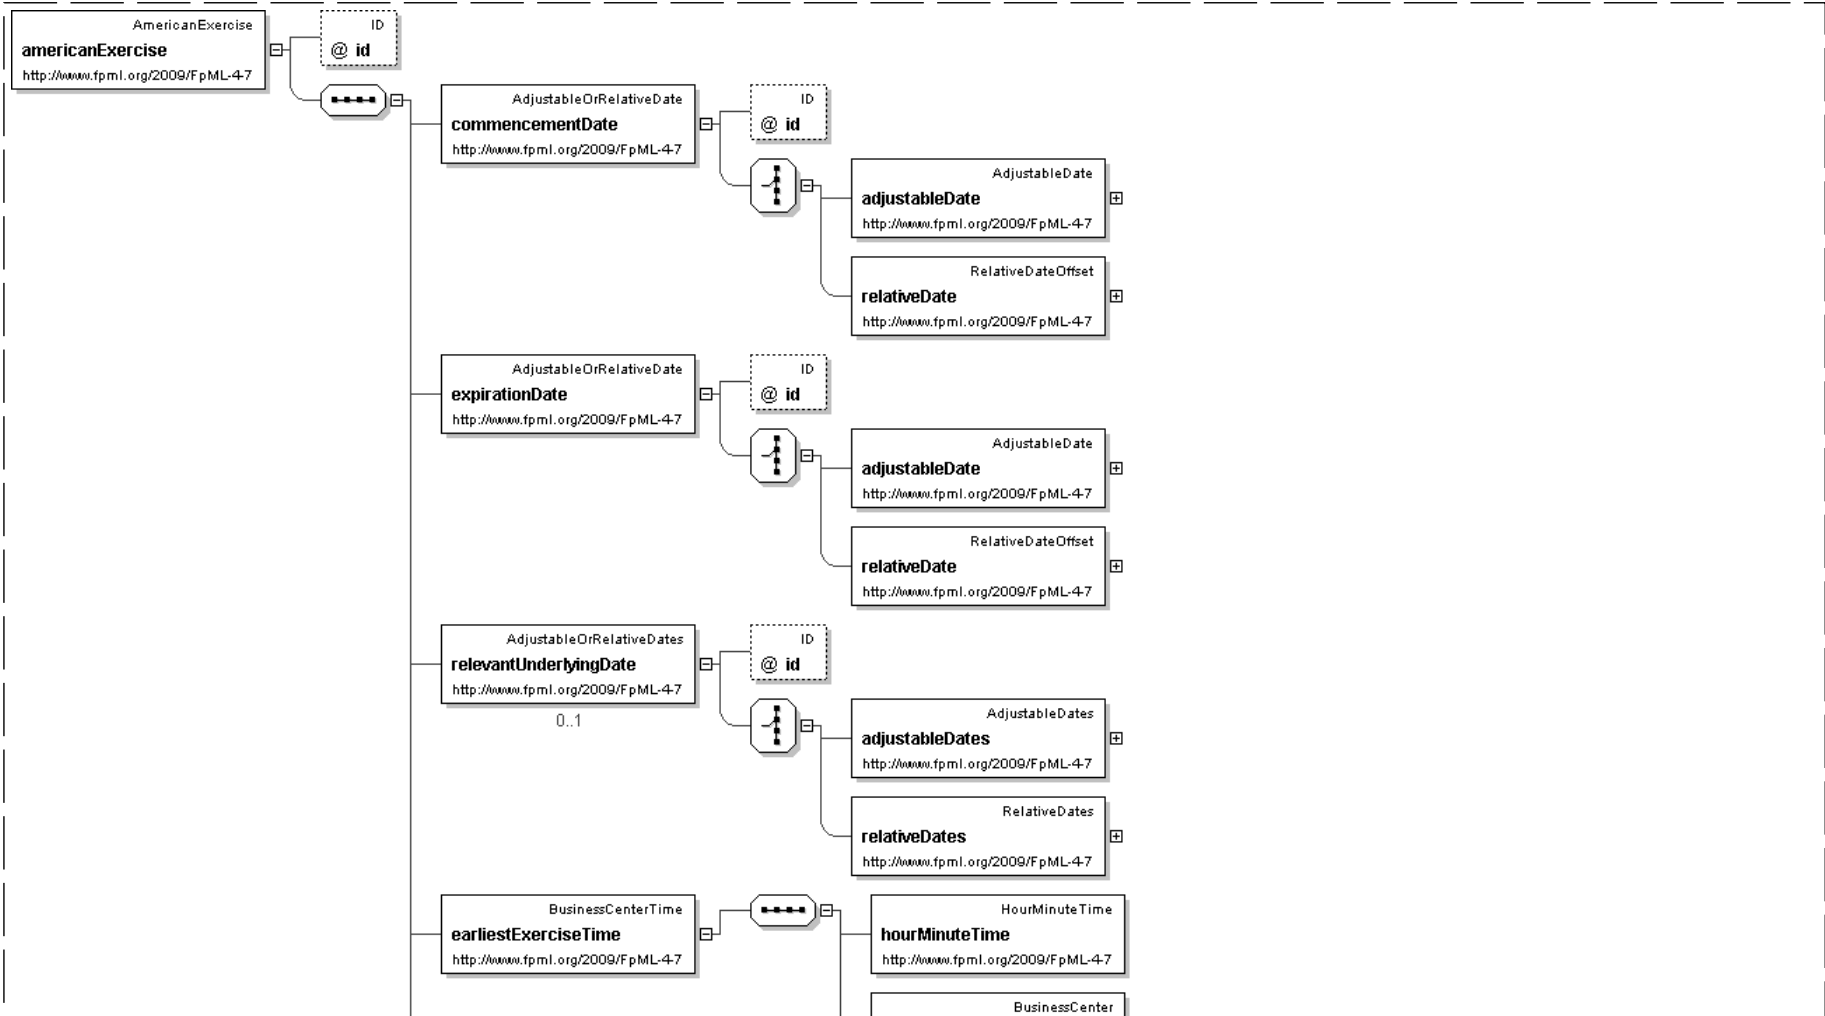 AmericanExercise
americanExercise
http://www.fpml.org/2009/FpML-4-7
ID
@ id
AdjustableOrRelativeDate
commencementDate
http://www.fpml.org/2009/FpML-4-7
ID
@ id
AdjustableDate
adjustableDate
http://www.fpml.org/2009/FpML-4-7
RelativeDateOffset
relativeDate
http://www.fpml.org/2009/FpML-4-7
AdjustableOrRelativeDate
expirationDate
http://www.fpml.org/2009/FpML-4-7
ID
@ id
AdjustableDate
adjustableDate
http://www.fpml.org/2009/FpML-4-7
RelativeDateOffset
relativeDate
http://www.fpml.org/2009/FpML-4-7
AdjustableOrRelativeDates
relevantUnderlyingDate
http://www.fpml.org/2009/FpML-4-7
0..1
ID
@ id
AdjustableDates
adjustableDates
http://www.fpml.org/2009/FpML-4-7
RelativeDates
relativeDates
http://www.fpml.org/2009/FpML-4-7
BusinessCenterTime
earliestExerciseTime
http://www.fpml.org/2009/FpML-4-7
HourMinuteTime
hourMinuteTime
http://www.fpml.org/2009/FpML-4-7
BusinessCenter